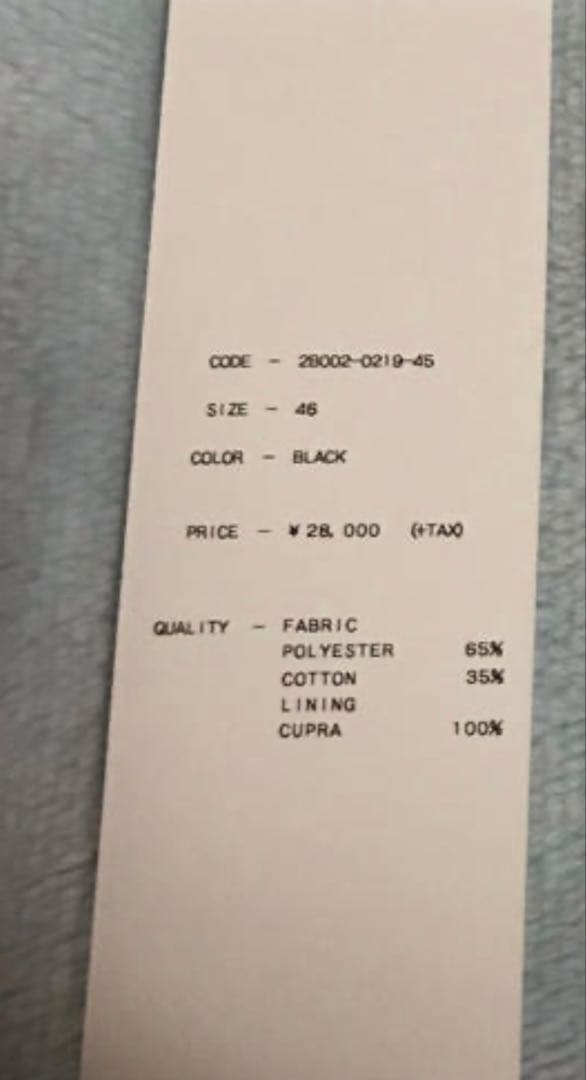 CODE - 28002-0219-45
SIZE - 46
COLOR - BLACK
PRICE - ¥28,000 (+TAX)
QUALITY - FABRIC
POLYESTER 65%
COTTON 35%
LINING
CUPRA 100%